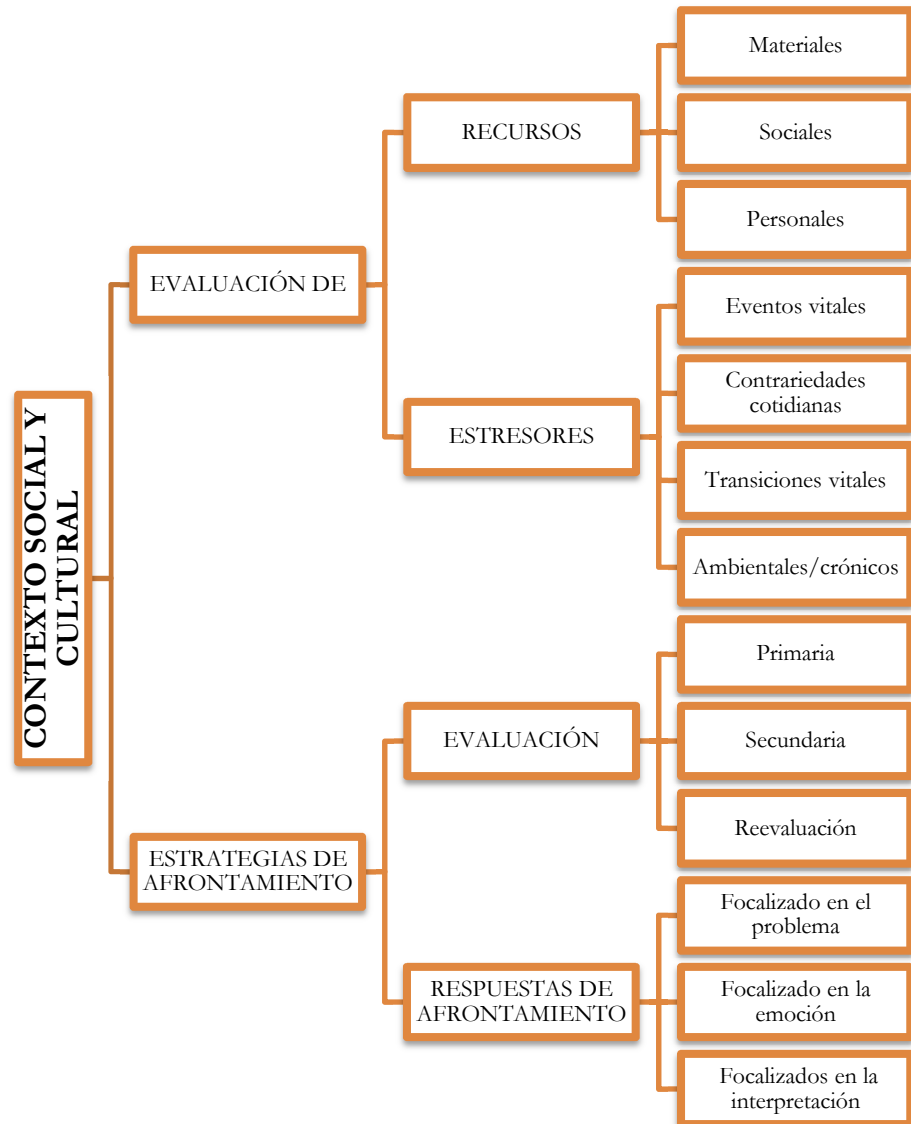 CONTEXTO SOCIAL Y
CULTURAL
EVALUACIÓN DE
RECURSOS
Materiales
Sociales
Personales
ESTRESORES
Eventos vitales
Contrariedades
cotidianas
Transiciones vitales
Ambientales/crónicos
ESTRATEGIAS DE
AFRONTAMIENTO
EVALUACIÓN
Primaria
Secundaria
Reevaluación
RESPUESTAS DE
AFRONTAMIENTO
Focalizado en el
problema
Focalizado en la
emoción
Focalizados en la
interpretación